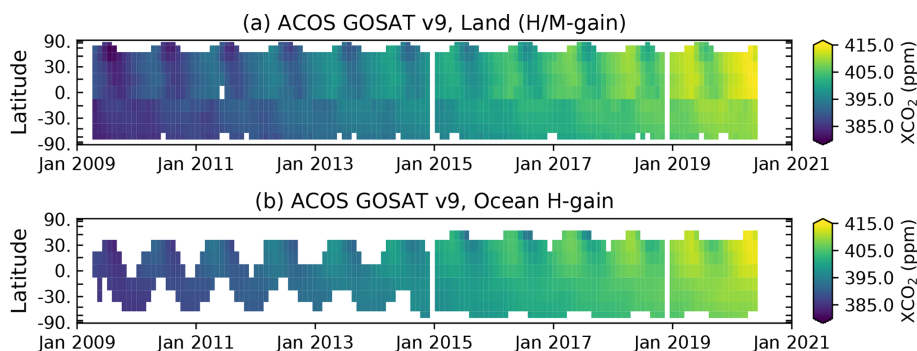 (a) ACOS GOSAT v9, Land (H/M-gain)
90.
30.
0.
-30.
-90.
Latitude
Jan 2009 Jan 2011 Jan 2013 Jan 2015 Jan 2017 Jan 2019 Jan 2021
415.0
405.0
395.0
385.0
XCO₂ (ppm)
(b) ACOS GOSAT v9, Ocean H-gain
90.
30.
0.
-30.
-90.
Latitude
Jan 2009 Jan 2011 Jan 2013 Jan 2015 Jan 2017 Jan 2019 Jan 2021
415.0
405.0
395.0
385.0
XCO₂ (ppm)